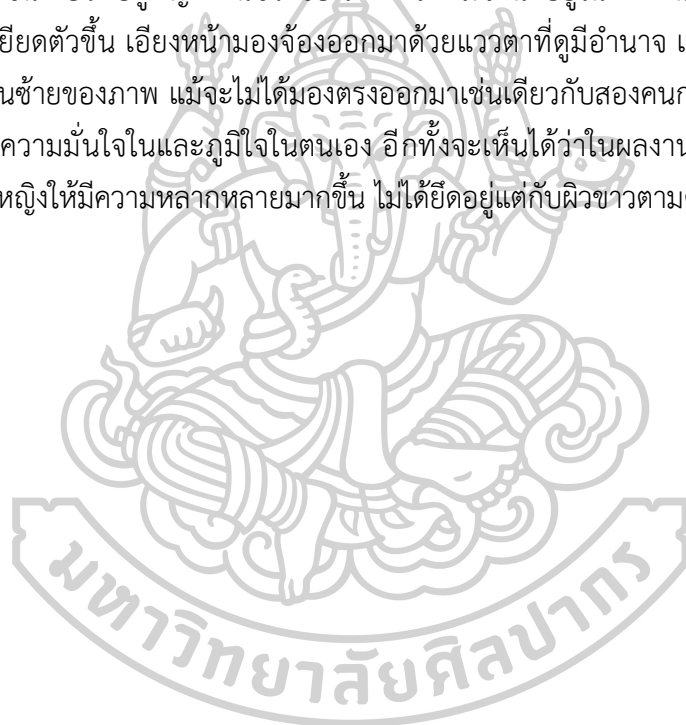 ยียดตัวขึ้น เอียงหน้ามองจ้องออกมาด้วยแววตาที่ดูมีอำนาจ
นซ้ายของภาพ แม้จะไม่ได้มองตรงออกมาเช่นเดียวกับสองคน
ความมั่นใจในและภูมิใจในตนเอง อีกทั้งจะเห็นได้ว่าในผลงาน
หญิงให้มีความหลากหลายมากขึ้น ไม่ได้ยึดอยู่แต่กับผิวขาวตาม
มหาวิทยาลัยศิลปากร